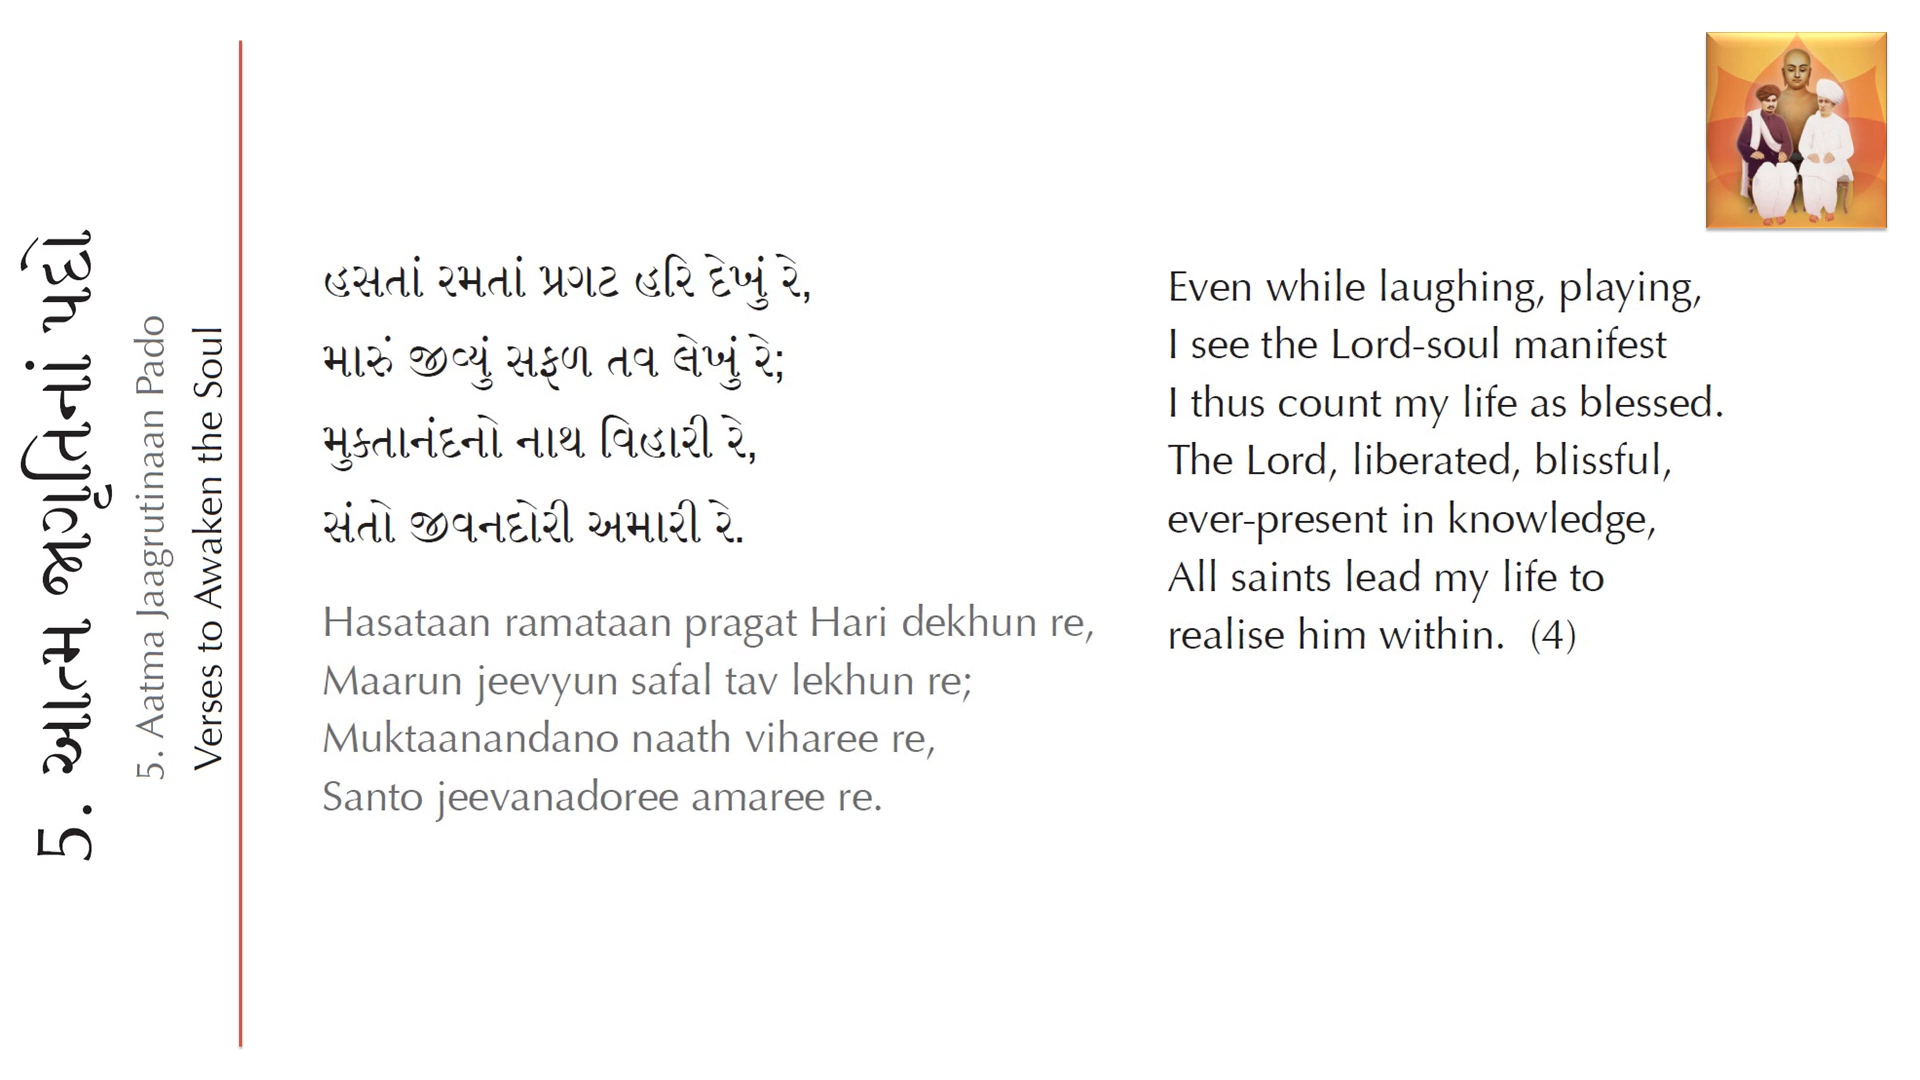 5. આત્મ જાગૃતિનાં પદો
5. Aatma Jaagrutinaan Pado
Verses to Awaken the Soul
હસતાં રમતાં પ્રગટ હરિ દેખું રે,
મારું જીવ્યું સફળ તવ લેખું રે;
મુક્તાનંદનો નાથ વિહારી રે,
સંતો જીવનદોરી અમારી રે.
Hasataan ramataan pragat Hari dekhun re,
Maarun jeevyun safal tav lekhun re;
Muktaanandano naath viharee re,
Santo jeevanadoree amaree re.
Even while laughing, playing,
I see the Lord-soul manifest
I thus count my life as blessed.
The Lord, liberated, blissful,
ever-present in knowledge,
All saints lead my life to
realise him within. (4)